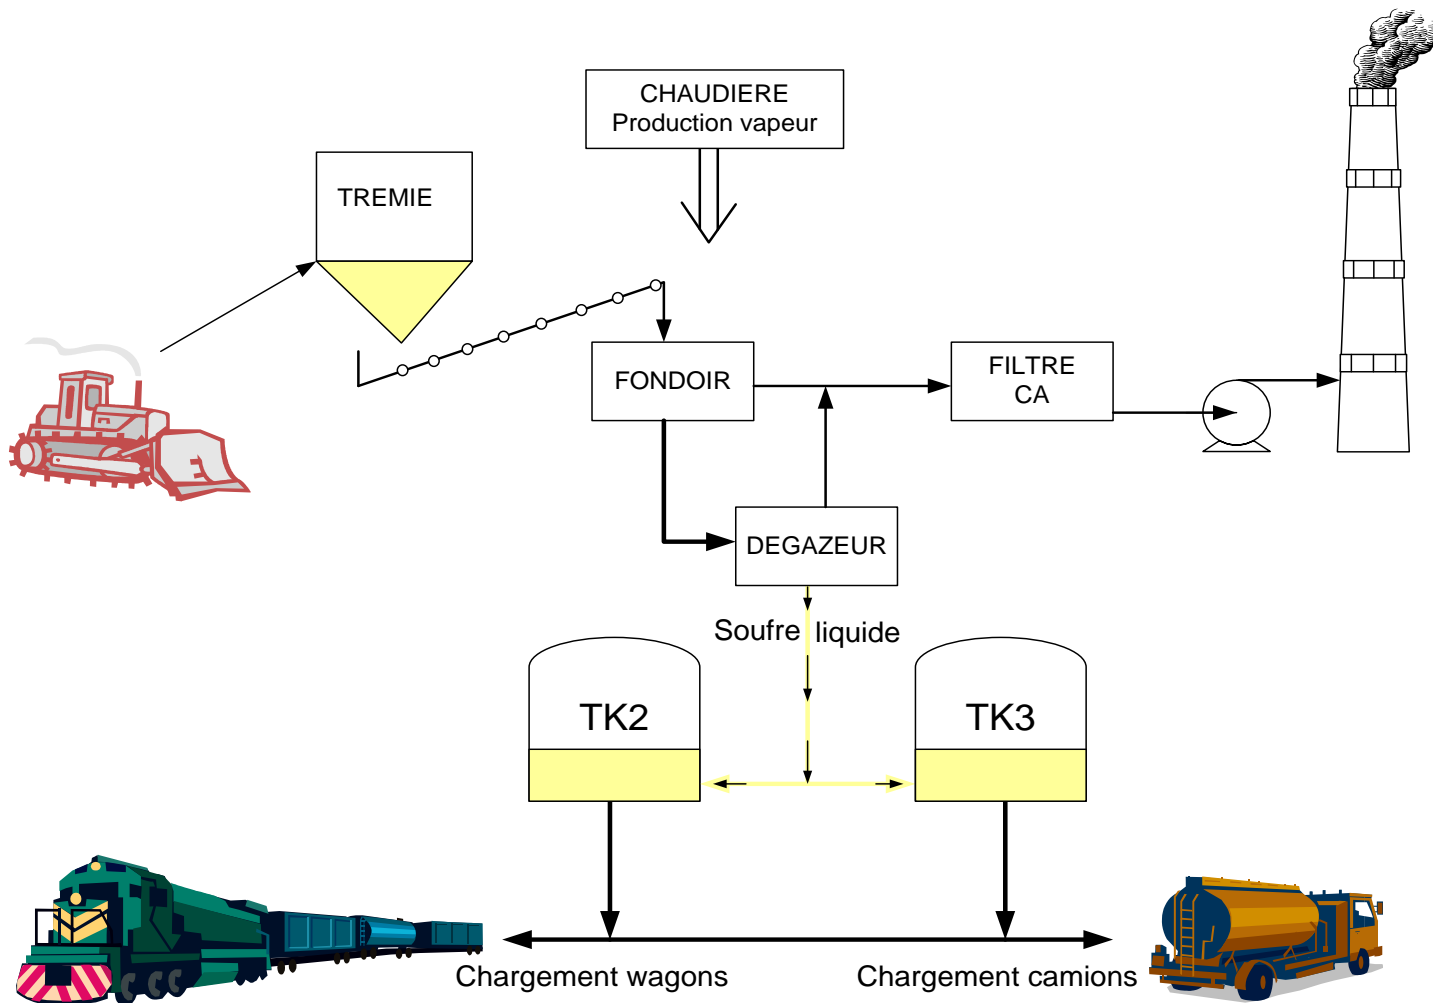 CHAUDIERE
Production vapeur
TREMIE
FONDOIR
FILTRE
CA
DEGAZEUR
Soufre liquide
TK2
TK3
Chargement wagons
Chargement camions